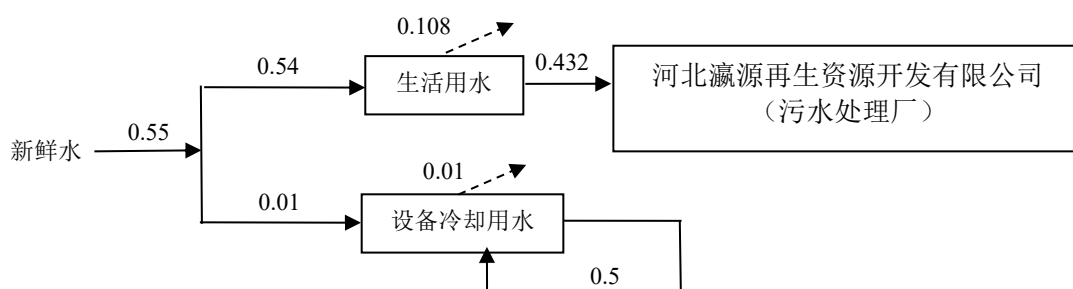 0.108
0.54
生活用水
0.432
河北瀛源再生资源开发有限公司
（污水处理厂）
新鲜水
0.55
0.01
0.01
设备冷却用水
0.5